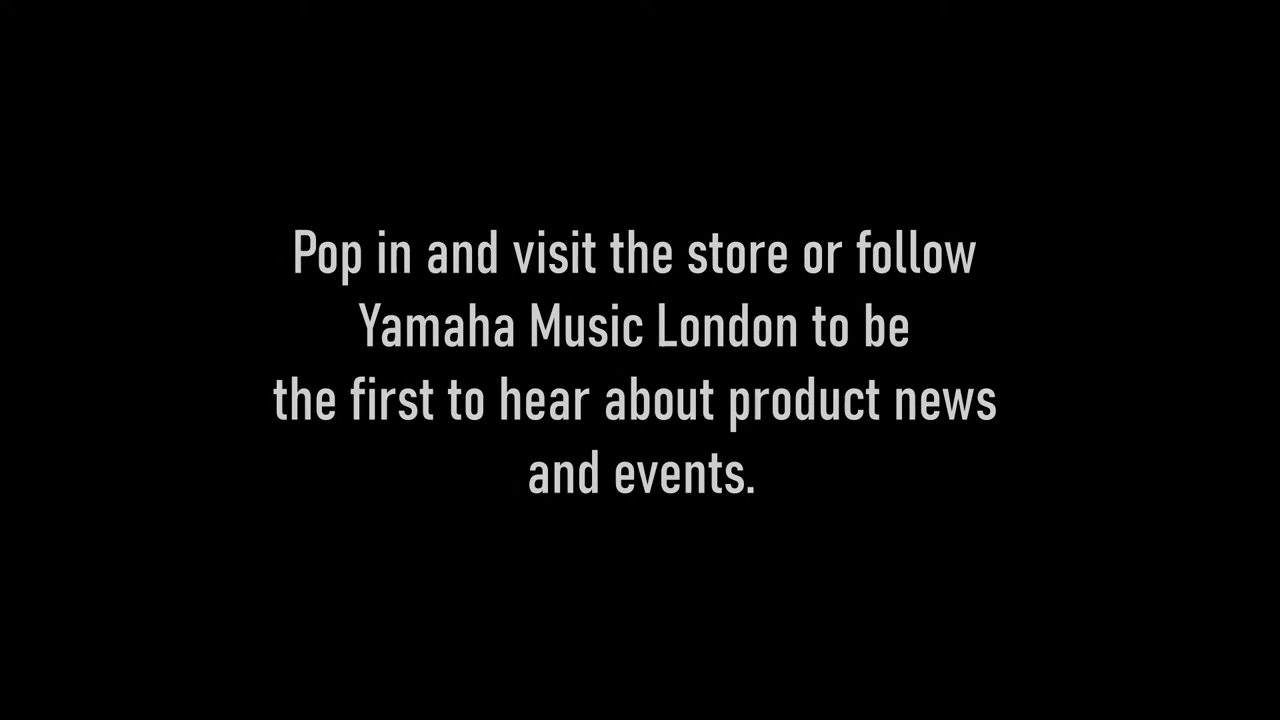 Pop in and visit the store or follow
Yamaha Music London to be
the first to hear about product news
and events.